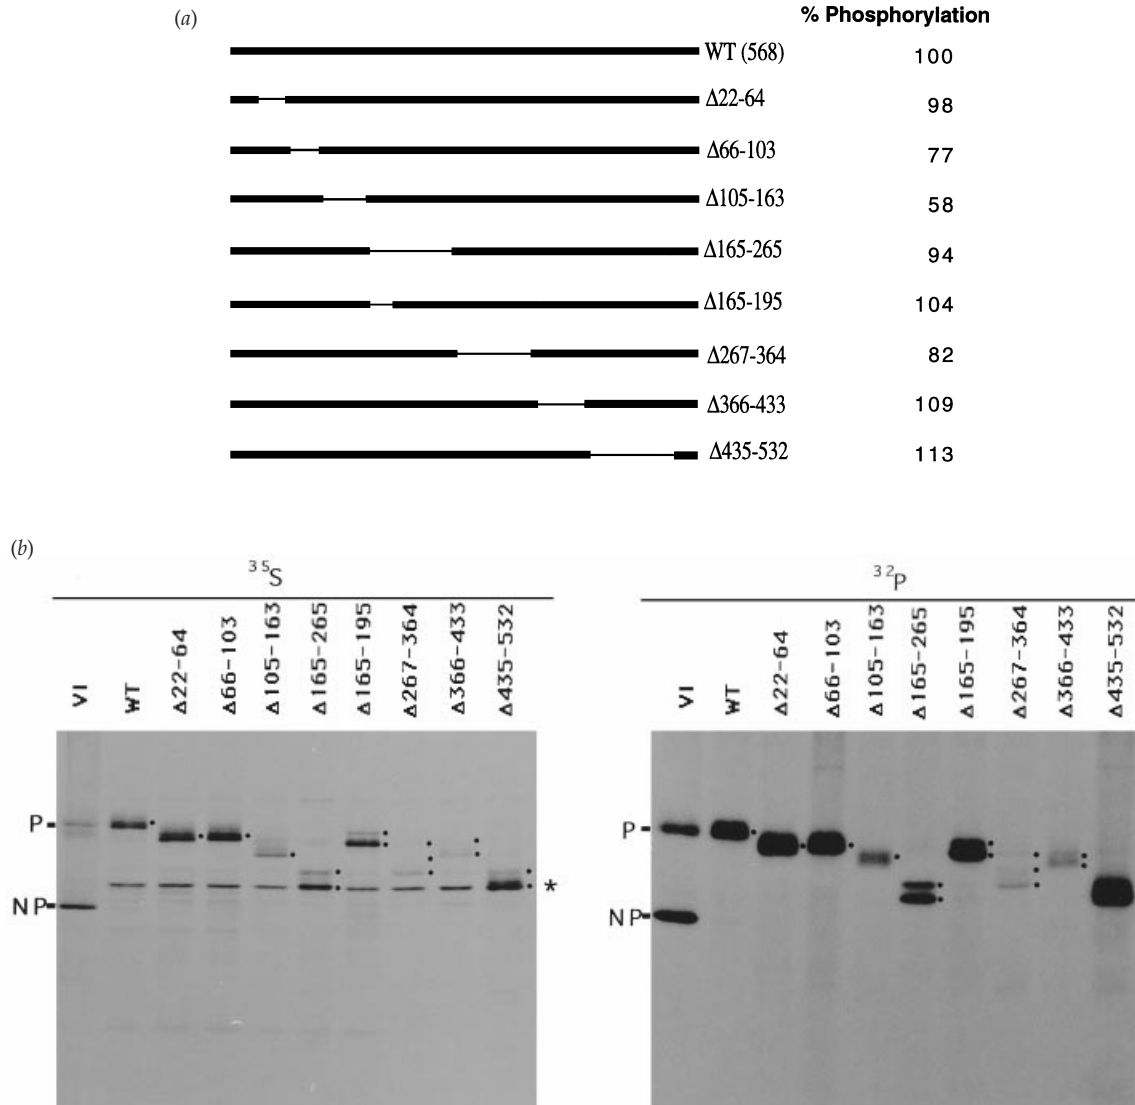 (a)
% Phosphorylation
WT (568) 100
Δ22-64 98
Δ66-103 77
Δ105-163 58
Δ165-265 94
Δ165-195 104
Δ267-364 82
Δ366-433 109
Δ435-532 113
(b)
35S
VI WT Δ22-64 Δ66-103 Δ105-163 Δ165-265 Δ165-195 Δ267-364 Δ366-433 Δ435-532
P
NP
*
32P
VI WT Δ22-64 Δ66-103 Δ105-163 Δ165-265 Δ165-195 Δ267-364 Δ366-433 Δ435-532
P
NP